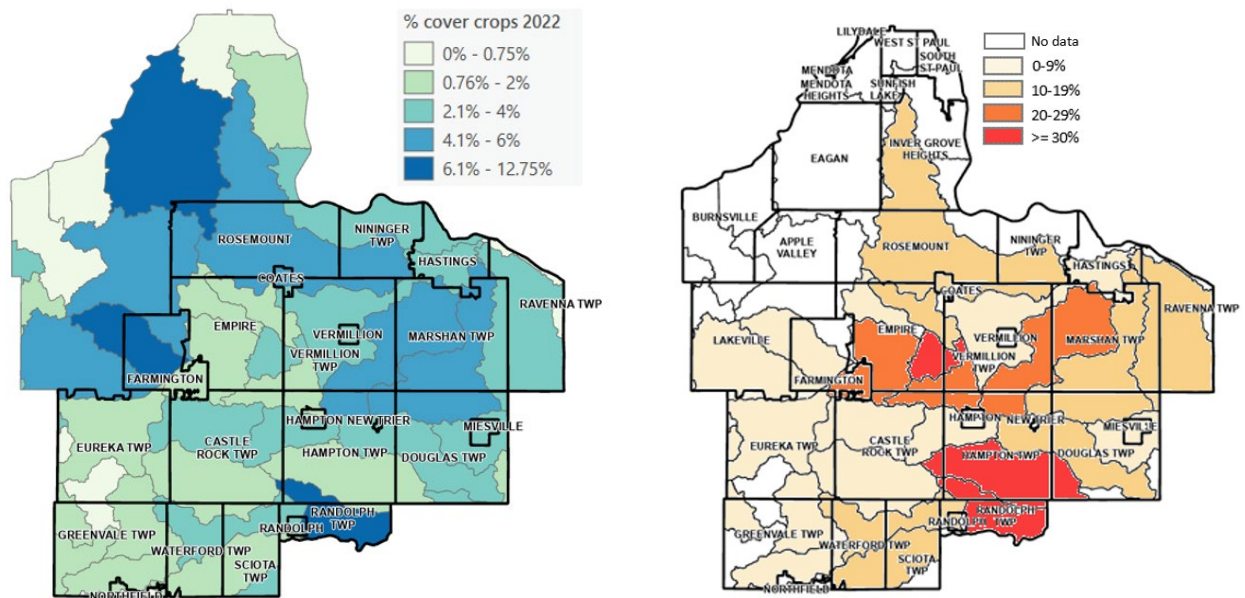 % cover crops 2022
0% - 0.75%
0.76% - 2%
2.1% - 4%
4.1% - 6%
6.1% - 12.75%
ROSEMOUNT
NININGER
TWP
HASTINGS
COATES
RAVENNA TWP
EMPIRE
VERMILLION
VERMILLION
TWP
MARSHAN TWP
FARMINGTON
HAMPTON
NEW TRIER
MIESVILLE
EUREKA TWP
CASTLE
ROCK TWP
HAMPTON TWP
DOUGLAS TWP
RANDOLPH
RANDOLPH
TWP
GREENVALE TWP
WATERFORD TWP
SCIOTA
TWP
NORTHFIELD
LILYDALE
WEST ST PAUL
SOUTH
ST PAUL
MENDOTA
MENDOTA
HEIGHTS
SUNFISH
LAKE
No data
0-9%
10-19%
20-29%
>= 30%
INVER GROVE
HEIGHTS
EAGAN
BURNSVILLE
APPLE
VALLEY
ROSEMOUNT
NININGER
TWP
HASTINGS
COATES
RAVENNA TWP
LAKEVILLE
EMPIRE
VERMILLION
VERMILLION
TWP
MARSHAN TWP
FARMINGTON
HAMPTON
NEW TRIER
MIESVILLE
EUREKA TWP
CASTLE
ROCK TWP
HAMPTON TWP
DOUGLAS TWP
RANDOLPH
RANDOLPH
TWP
GREENVALE TWP
WATERFORD TWP
SCIOTA
TWP
NORTHFIELD